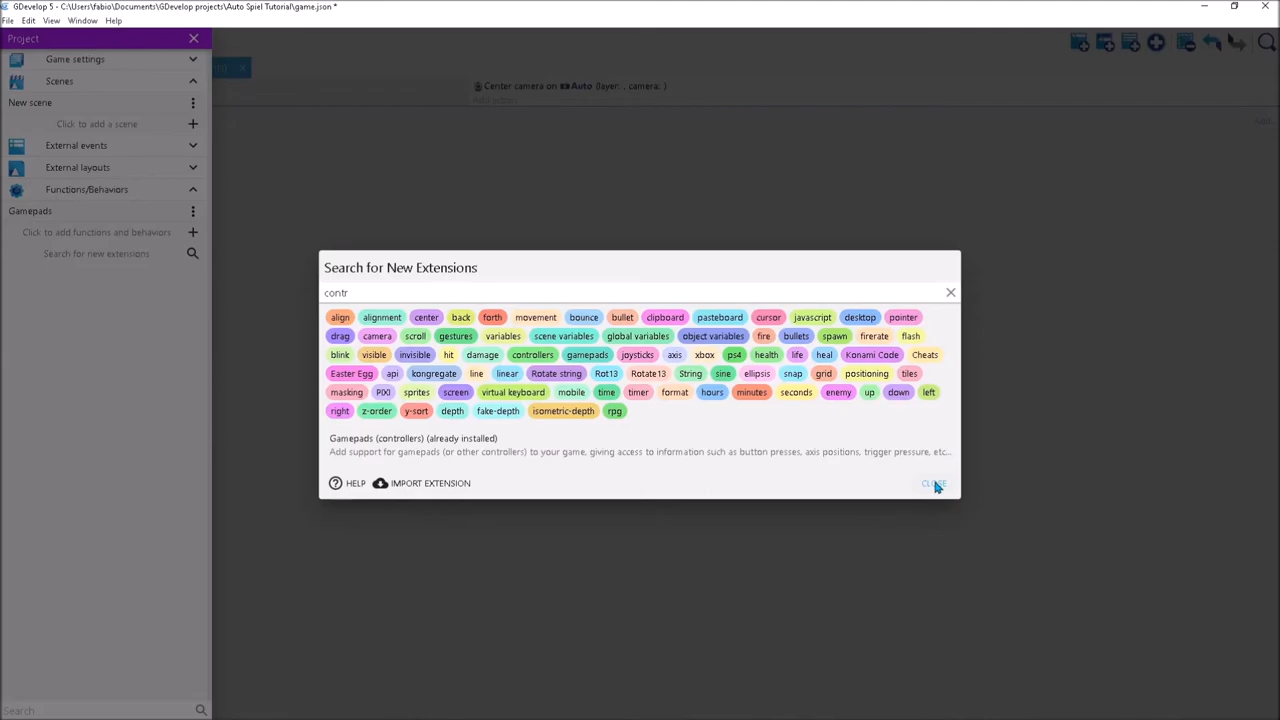 GDevelop 5 - C:\Users\fabio\Documents\GDevelop projects\Auto Spiel Tutorial\game.json *
File Edit View Window Help
Project
Game settings
Scenes
New scene
Click to add a scene
External events
External layouts
Functions/Behaviors
Gamepads
Click to add functions and behaviors
Search for new extensions
Search
Center camera on Auto (layer: , camera: )
Add...
Search for New Extensions
contr
align alignment center back forth movement bounce bullet clipboard pasteboard cursor javascript desktop pointer
drag camera scroll gestures variables scene variables global variables object variables fire bullets spawn firerate flash
blink visible invisible hit damage controllers gamepads joysticks axis xbox ps4 health life heal Konami Code Cheats
Easter Egg api kongregate line linear Rotate string Rot13 Rotate13 String sine ellipsis snap grid positioning tiles
masking PIXI sprites screen virtual keyboard mobile time timer format hours minutes seconds enemy up down left
right z-order y-sort depth fake-depth isometric-depth rpg
Gamepads (controllers) (already installed)
Add support for gamepads (or other controllers) to your game, giving access to information such as button presses, axis positions, trigger pressure, etc...
HELP IMPORT EXTENSION CLOSE